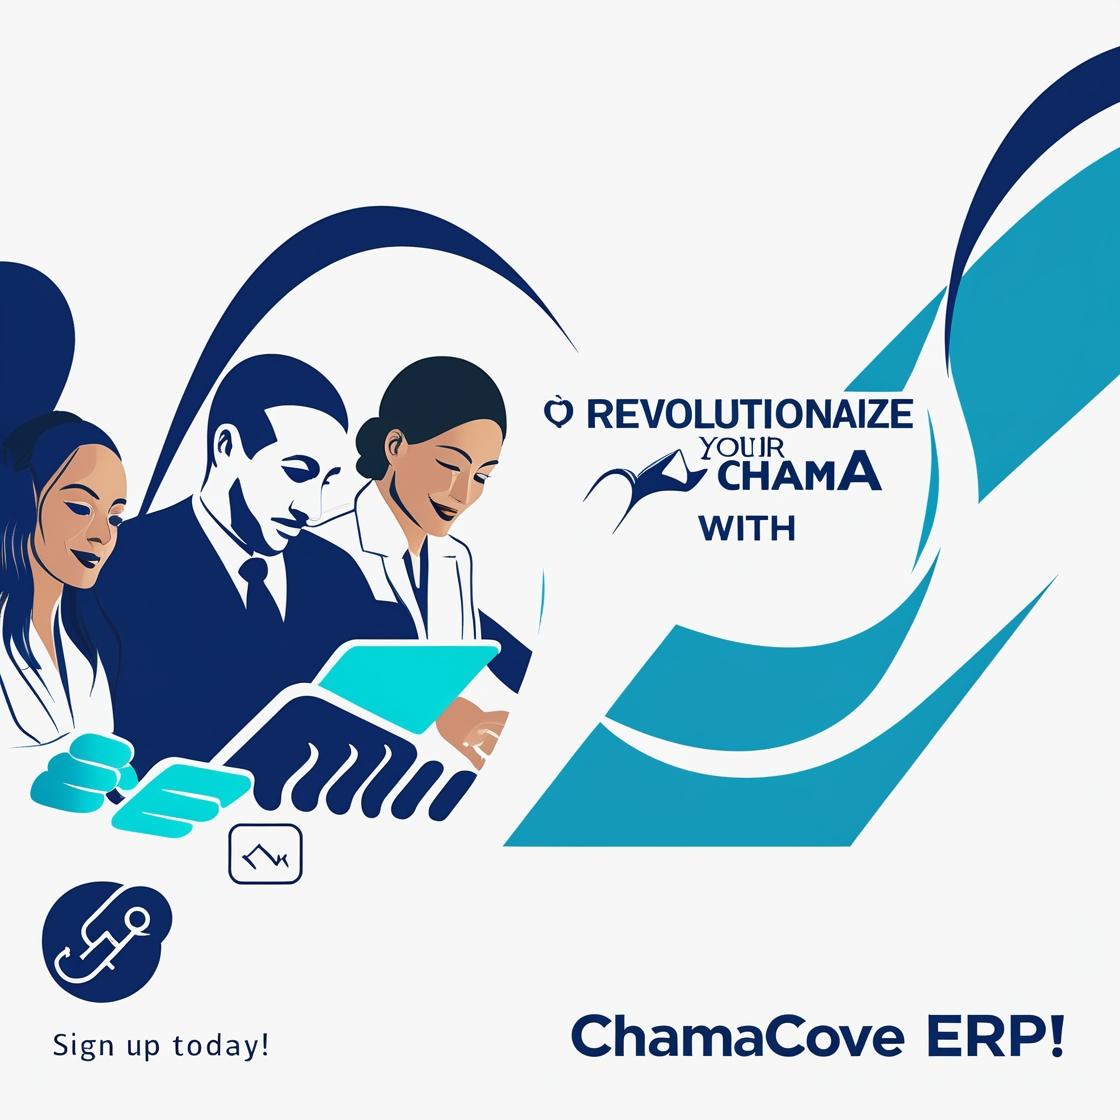 REVOLUTIONAIZE
YOUIR
CHAMA
WITH
Sign up today!
ChamaCove ERP!